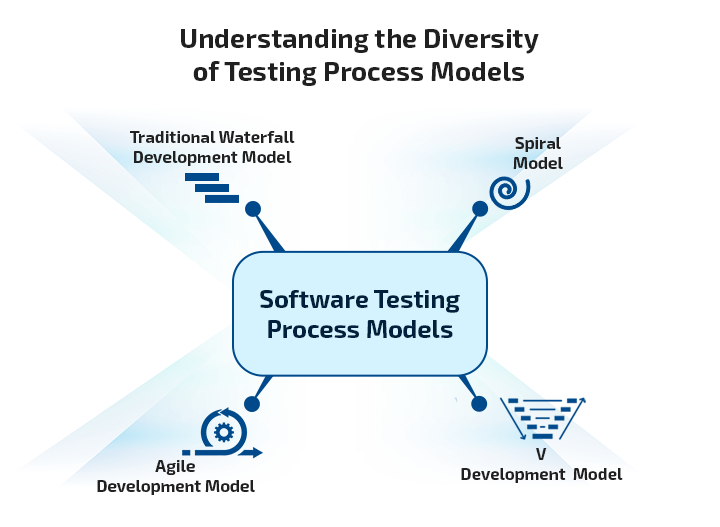 Understanding the Diversity
of Testing Process Models
Traditional Waterfall
Development Model
Spiral
Model
Software Testing
Process Models
Agile
Development Model
V
Development Model